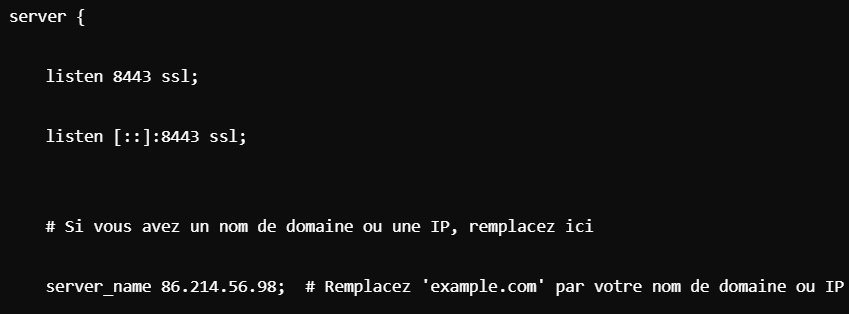 server {
listen 8443 ssl;
listen [::]:8443 ssl;
# Si vous avez un nom de domaine ou une IP, remplacez ici
server_name 86.214.56.98;  # Remplacez 'example.com' par votre nom de domaine ou IP